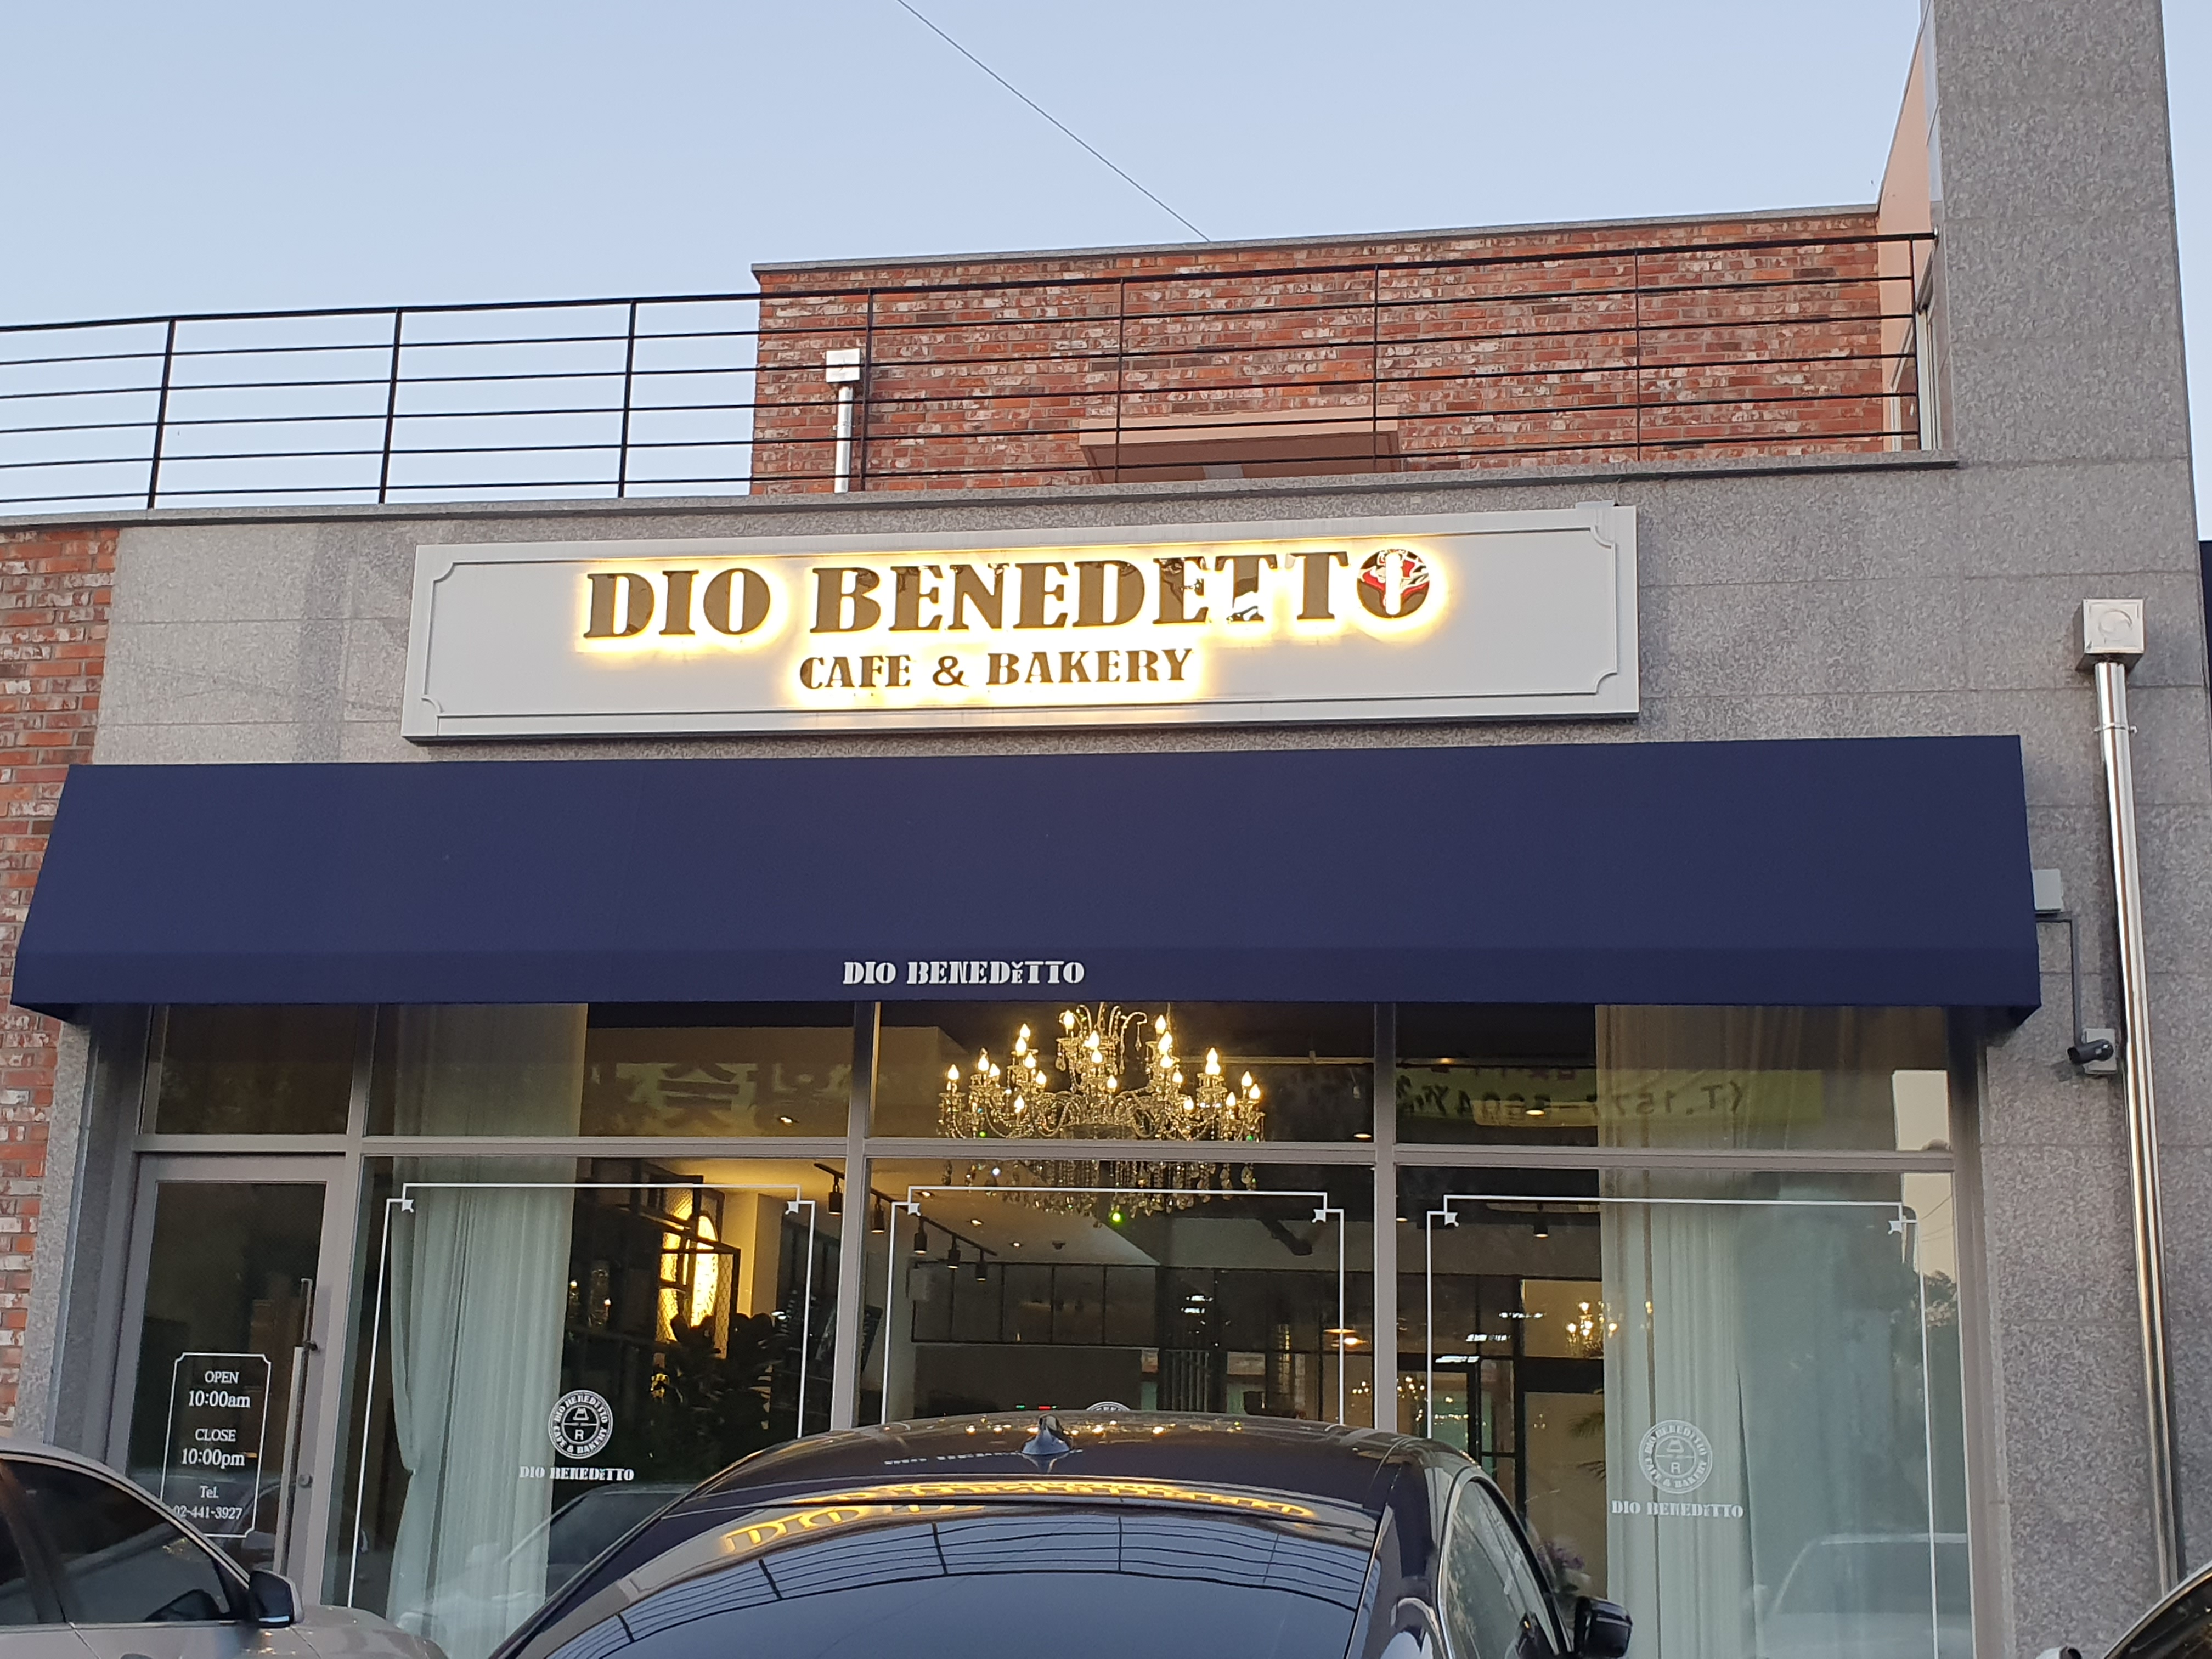 DIO BENEDETTO
CAFE & BAKERY
DIO BENEDETTO
OPEN
10:00am
CLOSE
10:00pm
Tel.
02-441-3927
DIO BENEDETTO
CAFE & BAKERY
R
DIO BENEDETTO
DIO BENEDETTO
CAFE & BAKERY
R
DIO BENEDETTO